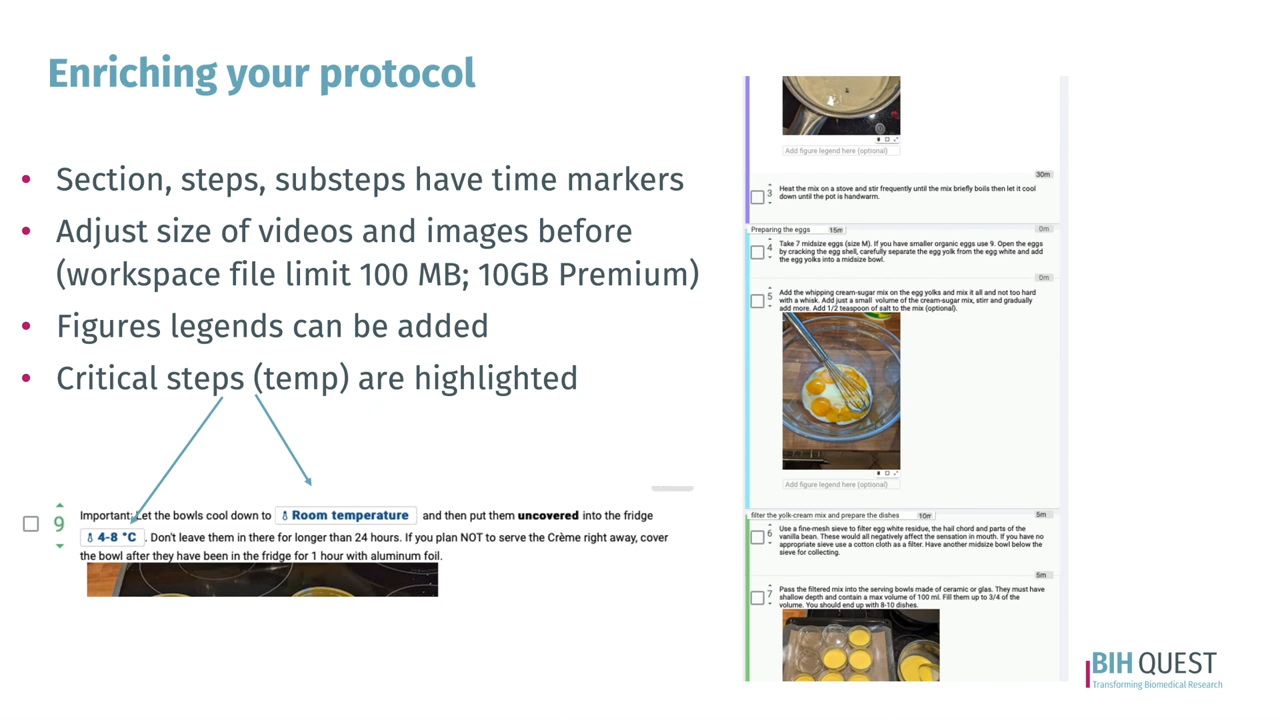 Enriching your protocol
• Section, steps, substeps have time markers
• Adjust size of videos and images before
(workspace file limit 100 MB; 10GB Premium)
• Figures legends can be added
• Critical steps (temp) are highlighted
9
Important: Let the bowls cool down to Room temperature and then put them uncovered into the fridge
4-8 °C . Don't leave them in there for longer than 24 hours. If you plan NOT to serve the Crème right away, cover
the bowl after they have been in the fridge for 1 hour with aluminum foil.
Add figure legend here (optional)
30m
3
Heat the mix on a stove and stir frequently until the mix briefly boils then let it cool
down until the pot is handwarm.
Preparing the eggs 15m
0m
4
Take 7 midsize eggs (size M). If you have smaller organic eggs use 9. Open the eggs
by cracking the egg shell, carefully separate the egg yolk from the egg white and add
the egg yolks into a midsize bowl.
0m
5
Add the whipping cream-sugar mix on the egg yolks and mix it all and not too hard
with a whisk. Add just a small volume of the cream-sugar mix, stirr and gradually
add more. Add 1/2 teaspoon of salt to the mix (optional).
Add figure legend here (optional)
filter the yolk-cream mix and prepare the dishes 10m
5m
6
Use a fine-mesh sieve to filter egg white residue, the hail chord and parts of the
vanilla bean. These would all negatively affect the sensation in mouth. If you have no
appropriate sieve use a cotton cloth as a filter. Have another midsize bowl below the
sieve for collecting.
5m
7
Pass the filtered mix into the serving bowls made of ceramic or glas. They must have
shallow depth and contain a max volume of 100 ml. Fill them up to 3/4 of the
volume. You should end up with 8-10 dishes.
BIH QUEST
Transforming Biomedical Research